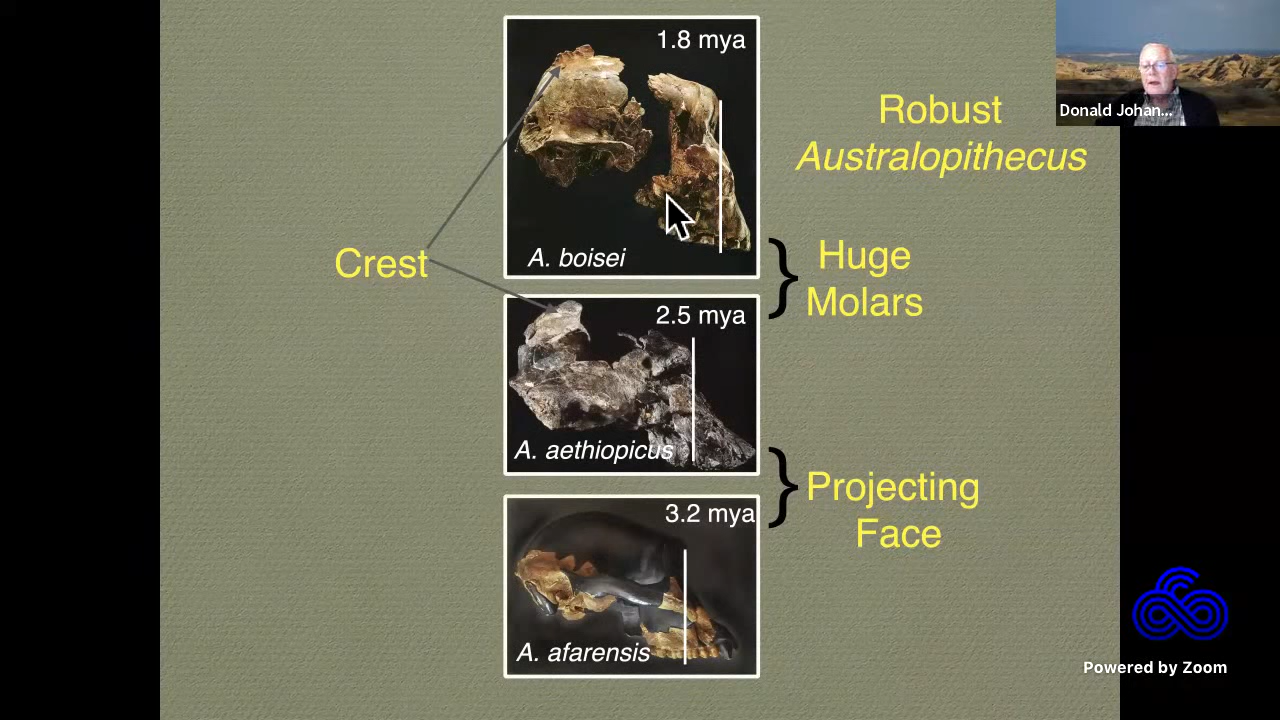 1.8 mya
A. boisei
Crest
2.5 mya
A. aethiopicus
3.2 mya
A. afarensis
Robust
Australopithecus
Huge
Molars
Projecting
Face
Donald Johan...
Powered by Zoom